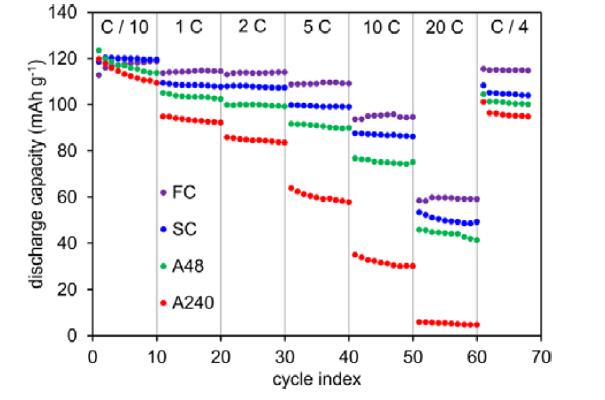 140
120
100
80
60
40
20
0
discharge capacity (mAh g⁻¹)
C / 10 1 C 2 C 5 C 10 C 20 C C / 4
FC
SC
A48
A240
0 10 20 30 40 50 60 70
cycle index